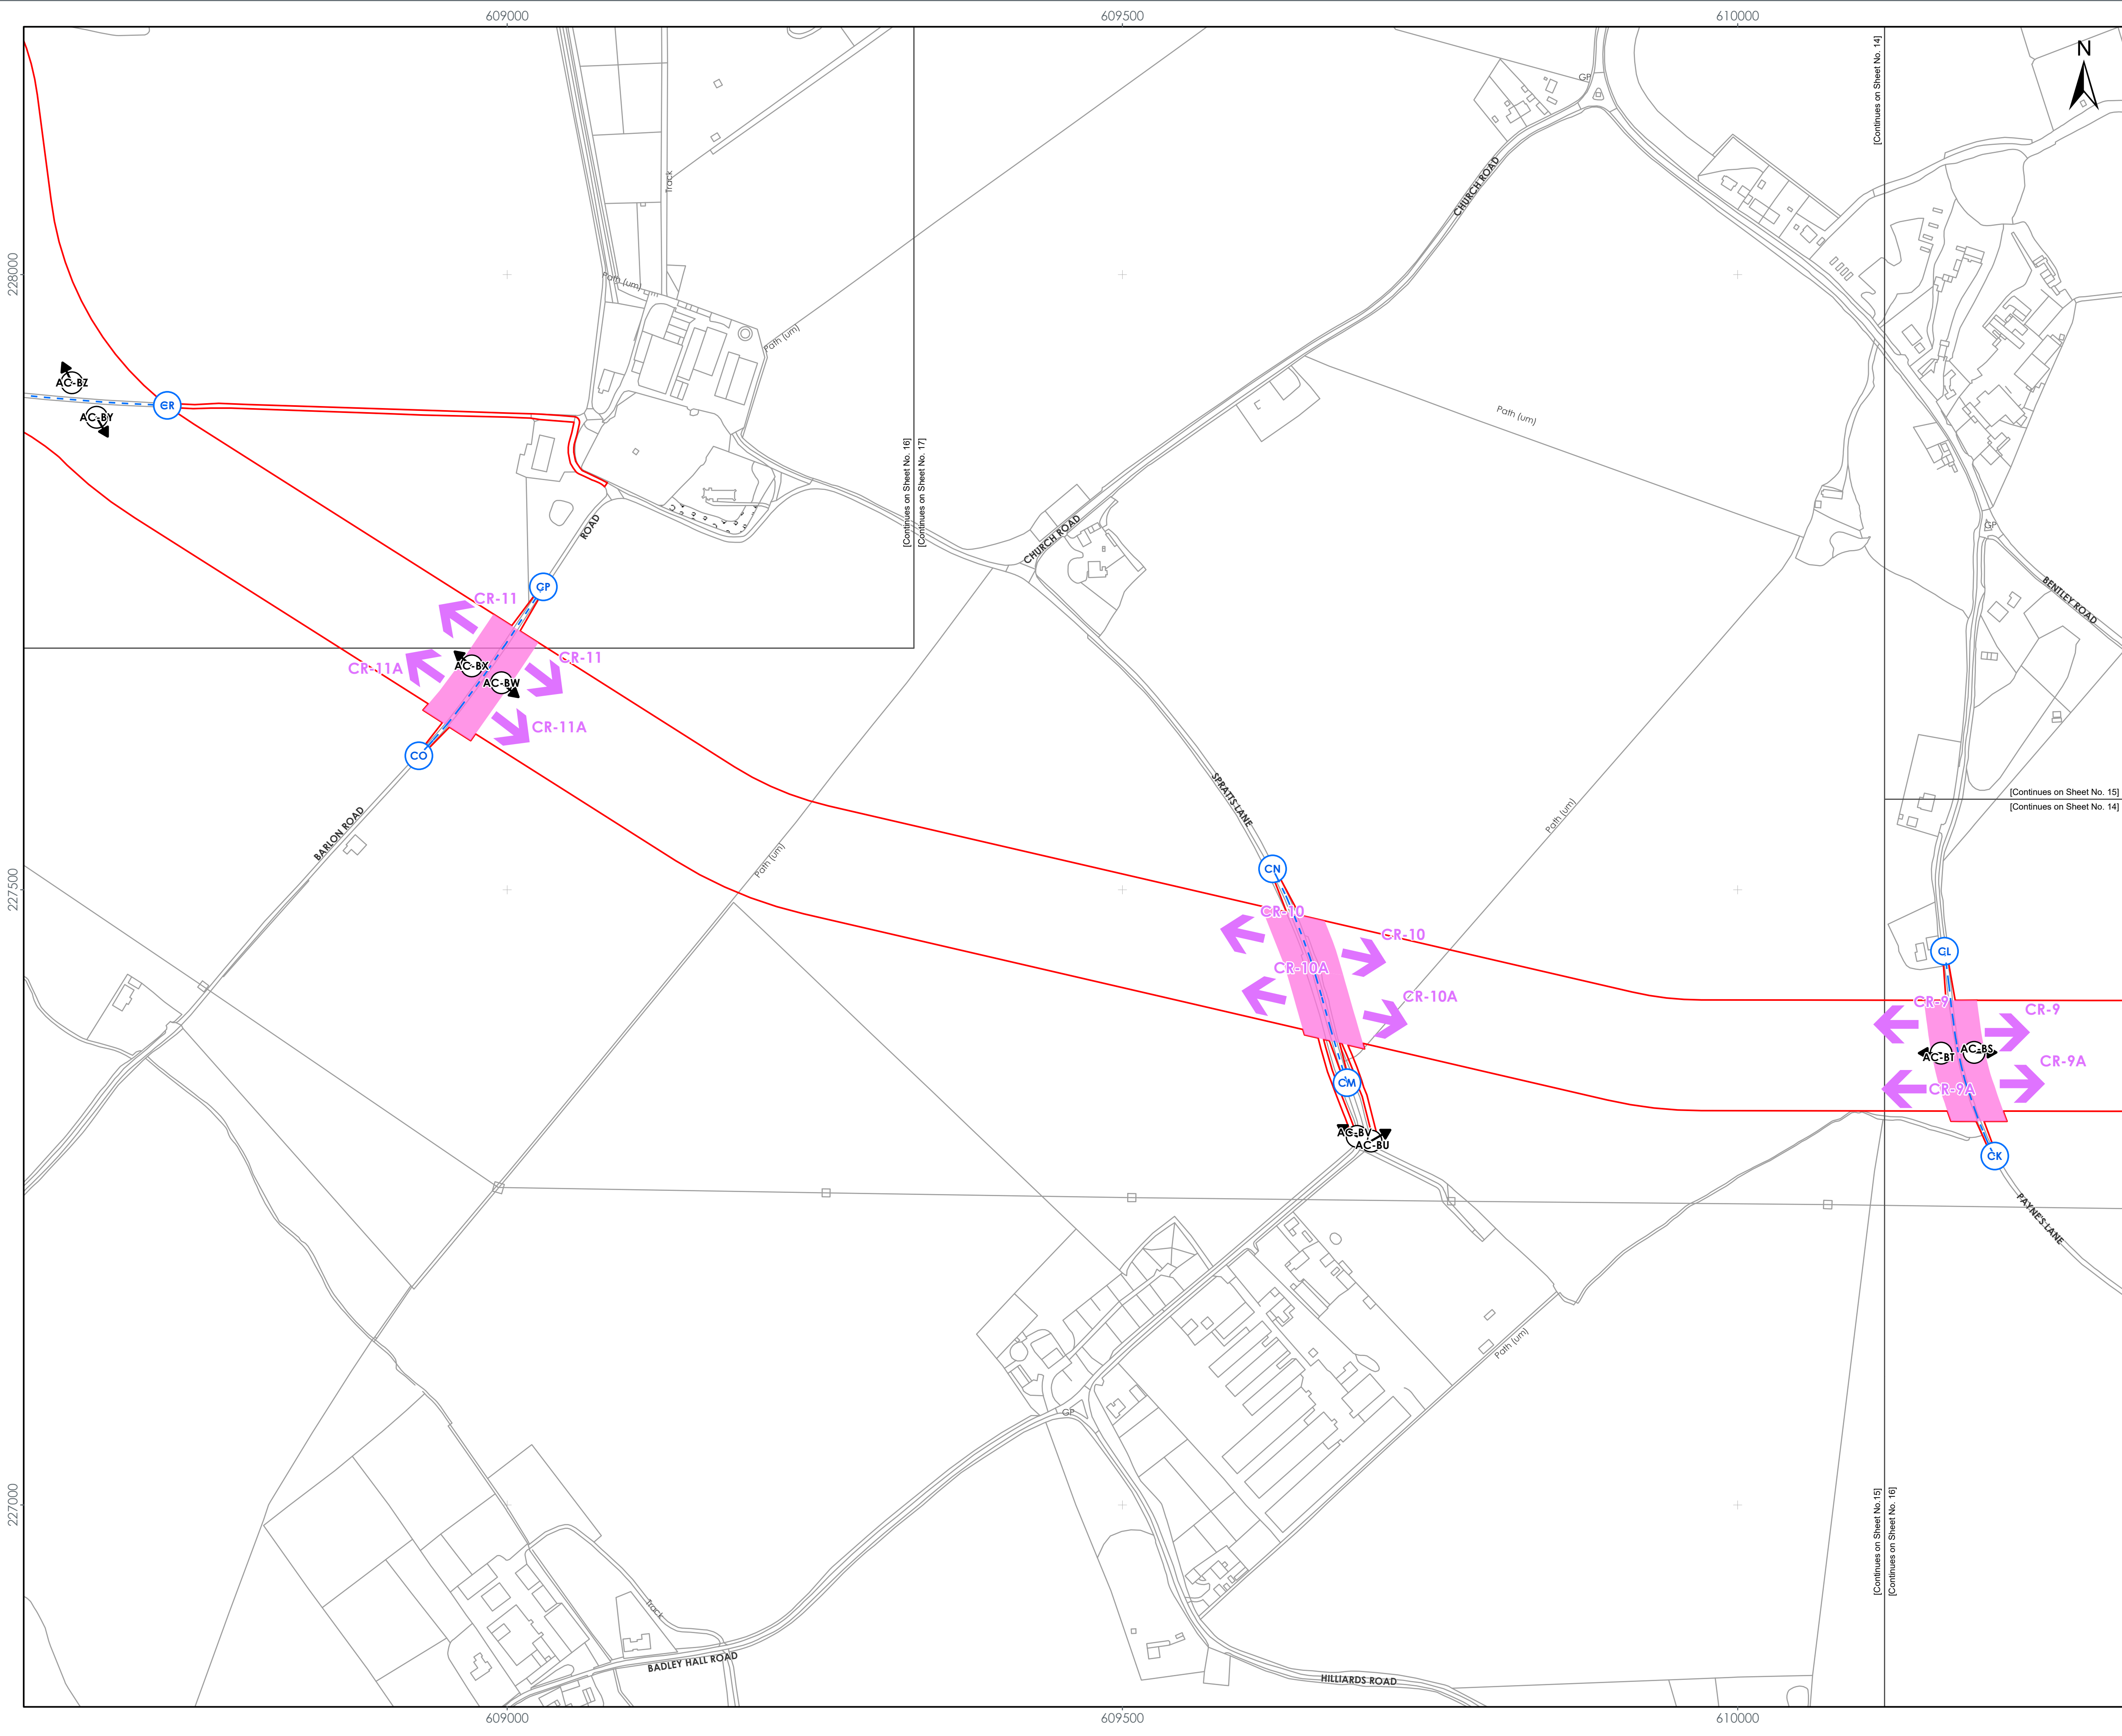 609000
609500
610000
[Continues on Sheet No. 14]
N
GP
CHURCH ROAD
Track
228000
Path (um)
Path (um)
AC-BZ
AC-BY
CR
Path (um)
[Continues on Sheet No. 16]
[Continues on Sheet No. 17]
ROAD
CHURCH ROAD
GP
BENTLEY ROAD
CP
CR-11
CR-11
CR-11A
AC-BX
AC-BW
CR-11A
CO
SPRATTS LANE
[Continues on Sheet No. 15]
[Continues on Sheet No. 14]
BARLON ROAD
Path (um)
Path (um)
227500
CN
CR-10
CR-10
CR-10A
CR-10A
CL
CR-9
CR-9
AC-BT
AC-BS
CR-9A
CR-9A
CM
AC-BV
AC-BU
CK
PAYNE'S LANE
Path (um)
GP
227000
[Continues on Sheet No.15]
[Continues on Sheet No. 16]
Track
BADLEY HALL ROAD
HILLIARDS ROAD
609000
609500
610000